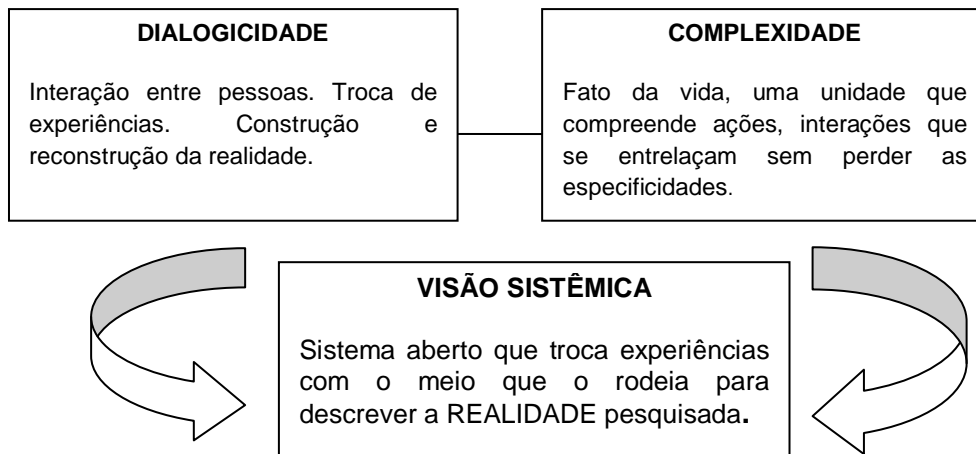 DIALOGICIDADE
Interação entre pessoas. Troca de
experiências. Construção e
reconstrução da realidade.
COMPLEXIDADE
Fato da vida, uma unidade que
compreende ações, interações que
se entrelaçam sem perder as
especificidades.
VISÃO SISTÊMICA
Sistema aberto que troca experiências
com o meio que o rodeia para
descrever a REALIDADE pesquisada.